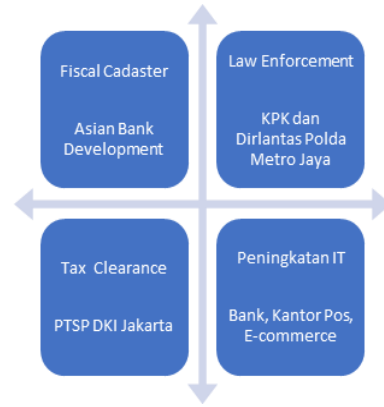 Fiscal Cadaster
Asian Bank
Development
Law Enforcement
KPK dan
Dirlantas Polda
Metro Jaya
Tax Clearance
PTSP DKI Jakarta
Peningkatan IT
Bank, Kantor Pos,
E-commerce